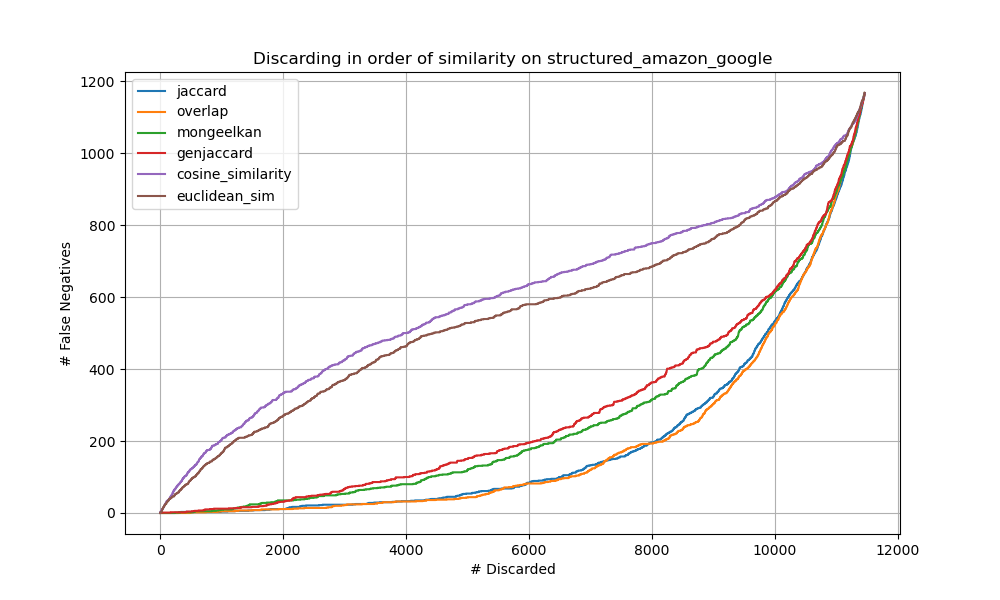 Discarding in order of similarity on structured_amazon_google
jaccard
overlap
mongeelkan
genjaccard
cosine_similarity
euclidean_sim
1200
1000
800
600
400
200
0
# False Negatives
0 2000 4000 6000 8000 10000 12000
# Discarded